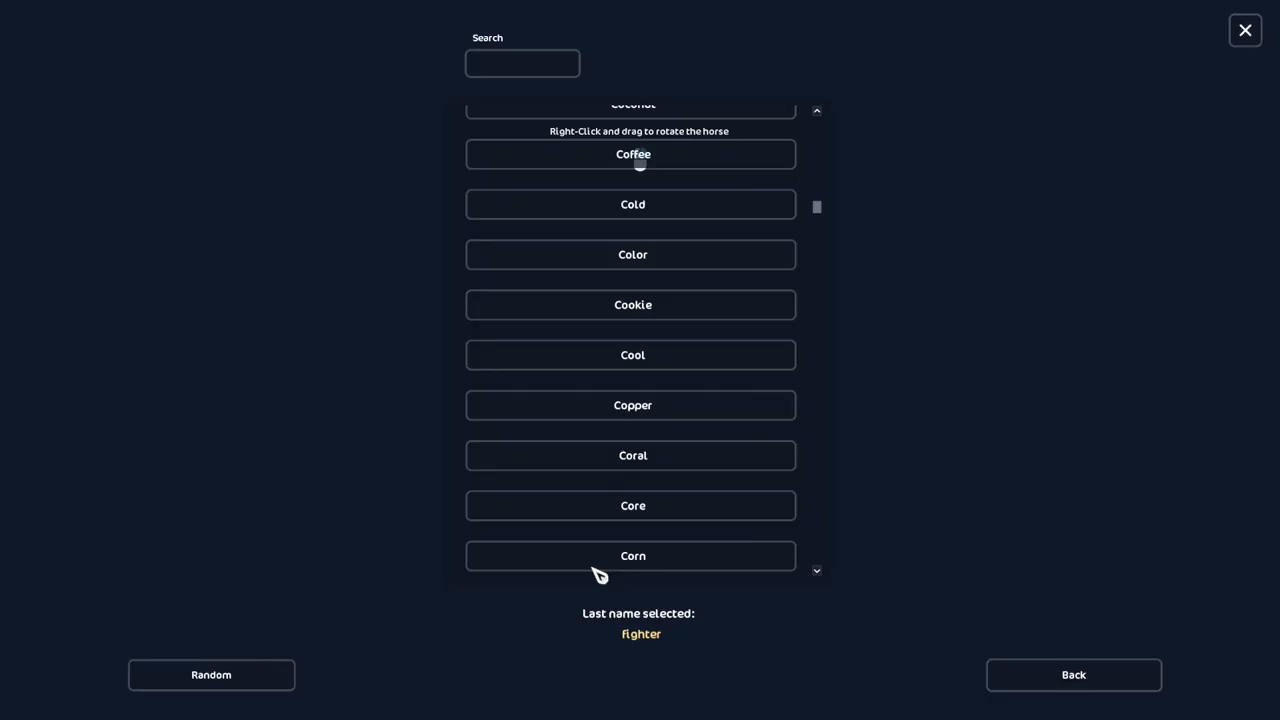 Search
Coconut
Right-Click and drag to rotate the horse
Coffee
Cold
Color
Cookie
Cool
Copper
Coral
Core
Corn
Last name selected:
fighter
Random
Back